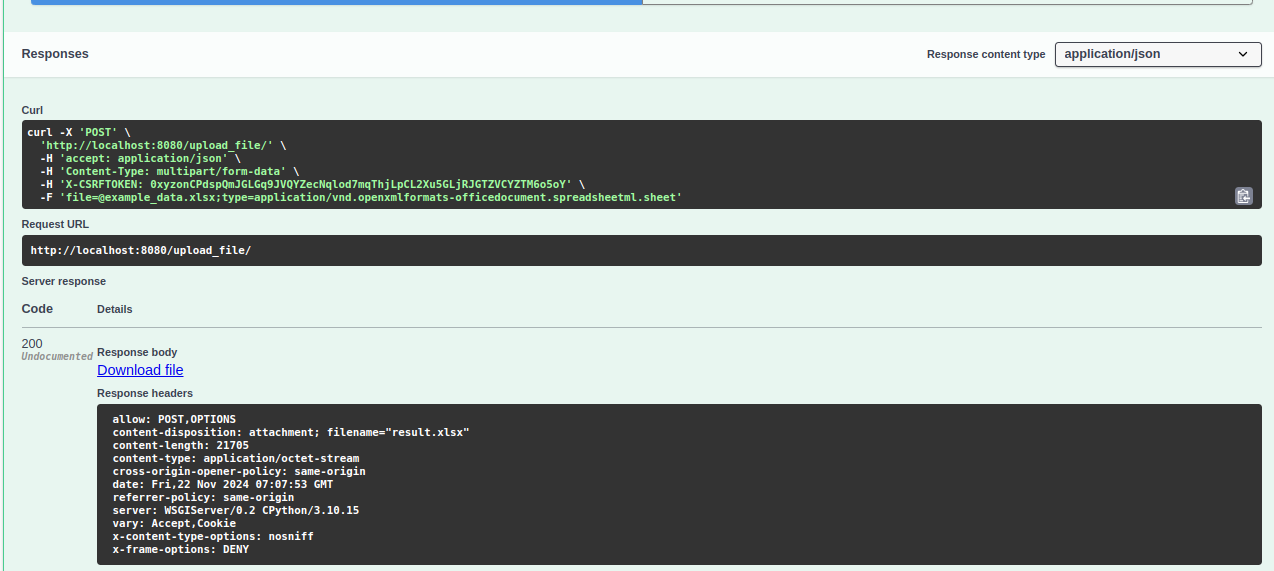 Responses
Response content type application/json
Curl
curl -X 'POST' \
'http://localhost:8080/upload_file/' \
-H 'accept: application/json' \
-H 'Content-Type: multipart/form-data' \
-H 'X-CSRFTOKEN: 0xyzonCPdspQmJGLGq9JVQYZecNqlod7mqThjLpCL2Xu5GLjRJGTZVCYZTM6o5oY' \
-F 'file=@example_data.xlsx;type=application/vnd.openxmlformats-officedocument.spreadsheetml.sheet'
Request URL
http://localhost:8080/upload_file/
Server response
Code Details
200
Undocumented
Response body
Download file
Response headers
allow: POST,OPTIONS
content-disposition: attachment; filename="result.xlsx"
content-length: 21705
content-type: application/octet-stream
cross-origin-opener-policy: same-origin
date: Fri,22 Nov 2024 07:07:53 GMT
referrer-policy: same-origin
server: WSGIServer/0.2 CPython/3.10.15
vary: Accept,Cookie
x-content-type-options: nosniff
x-frame-options: DENY